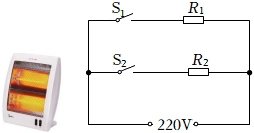 S₁ R₁
S₂ R₂
220V